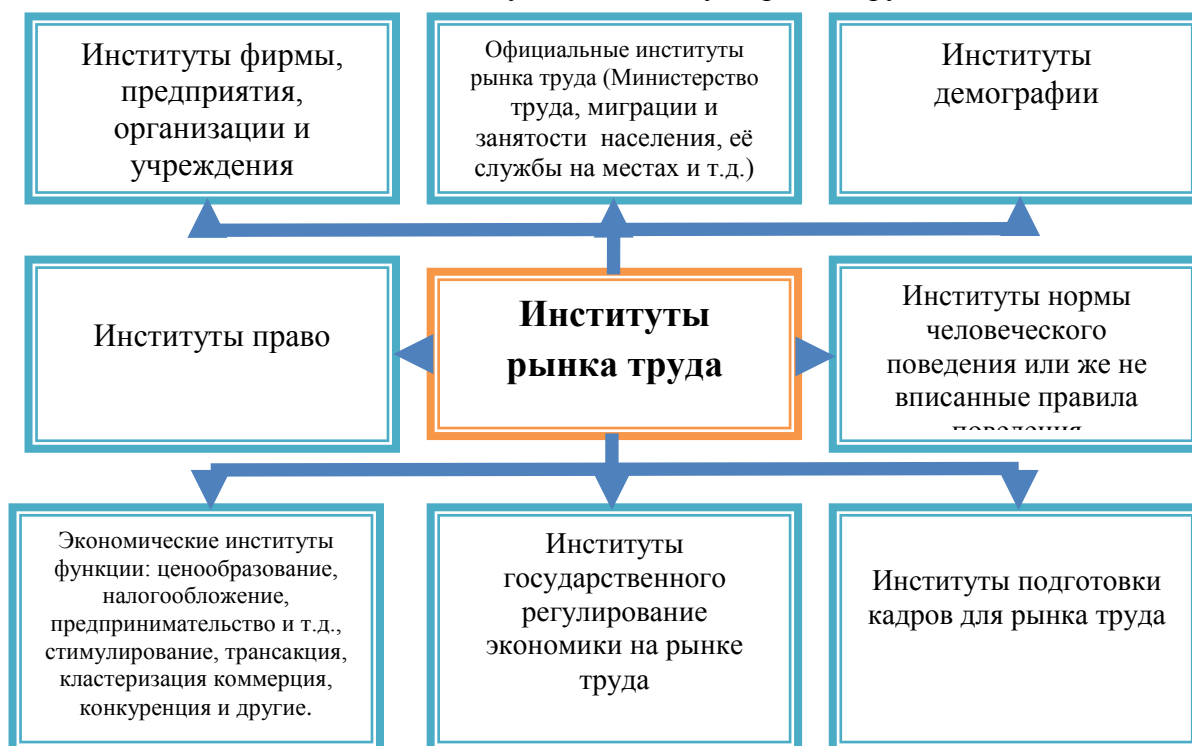 Институты фирмы,
предприятия,
организации и
учреждения
Официальные институты
рынка труда (Министерство
труда, миграции и
занятости населения, её
службы на местах и т.д.)
Институты
демографии
Институты право
Институты
рынка труда
Институты нормы
человеческого
поведения или же не
вписанные правила
поведения
Экономические институты
функции: ценообразование,
налогообложение,
предпринимательство и т.д.,
стимулирование, трансакция,
кластеризация коммерция,
конкуренция и другие.
Институты
государственного
регулирование
экономики на рынке
труда
Институты подготовки
кадров для рынка труда